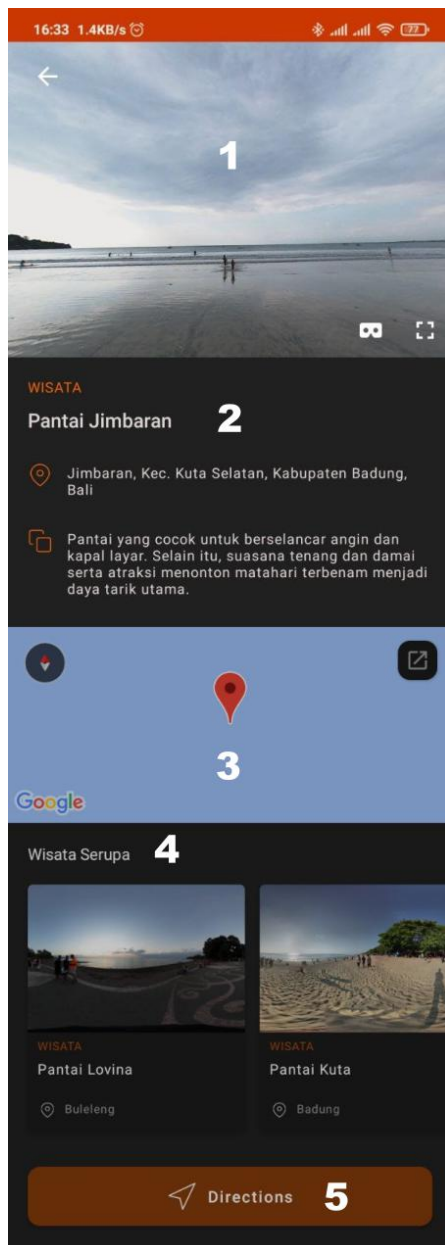 16:33 1.4KB/s 77
1
WISATA
Pantai Jimbaran 2
Jimbaran, Kec. Kuta Selatan, Kabupaten Badung,
Bali
Pantai yang cocok untuk berselancar angin dan
kapal layar. Selain itu, suasana tenang dan damai
serta atraksi menonton matahari terbenam menjadi
daya tarik utama.
3
Google
Wisata Serupa 4
WISATA
Pantai Lovina
Buleleng
WISATA
Pantai Kuta
Badung
Directions 5